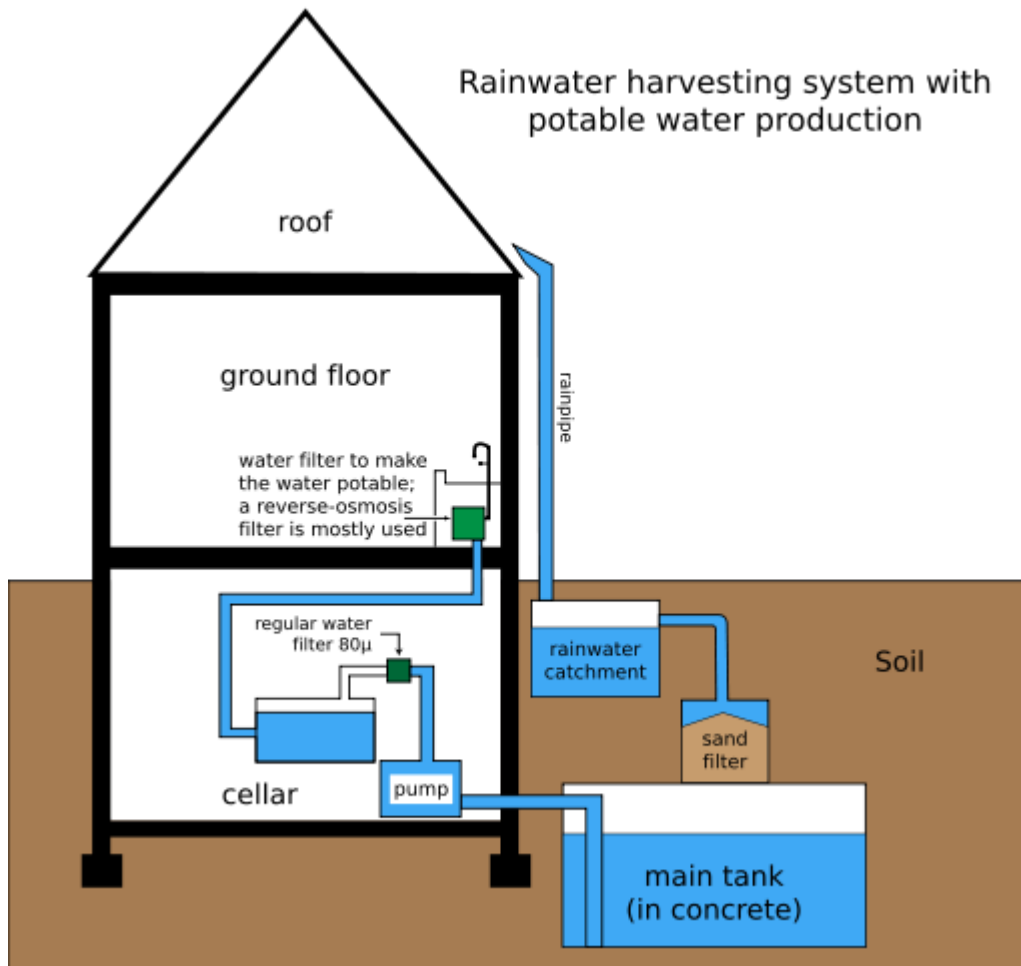 Rainwater harvesting system with
potable water production
roof
ground floor
rainpipe
water filter to make
the water potable;
a reverse-osmosis
filter is mostly used
regular water
filter 80μ
rainwater
catchment
Soil
sand
filter
pump
cellar
main tank
(in concrete)